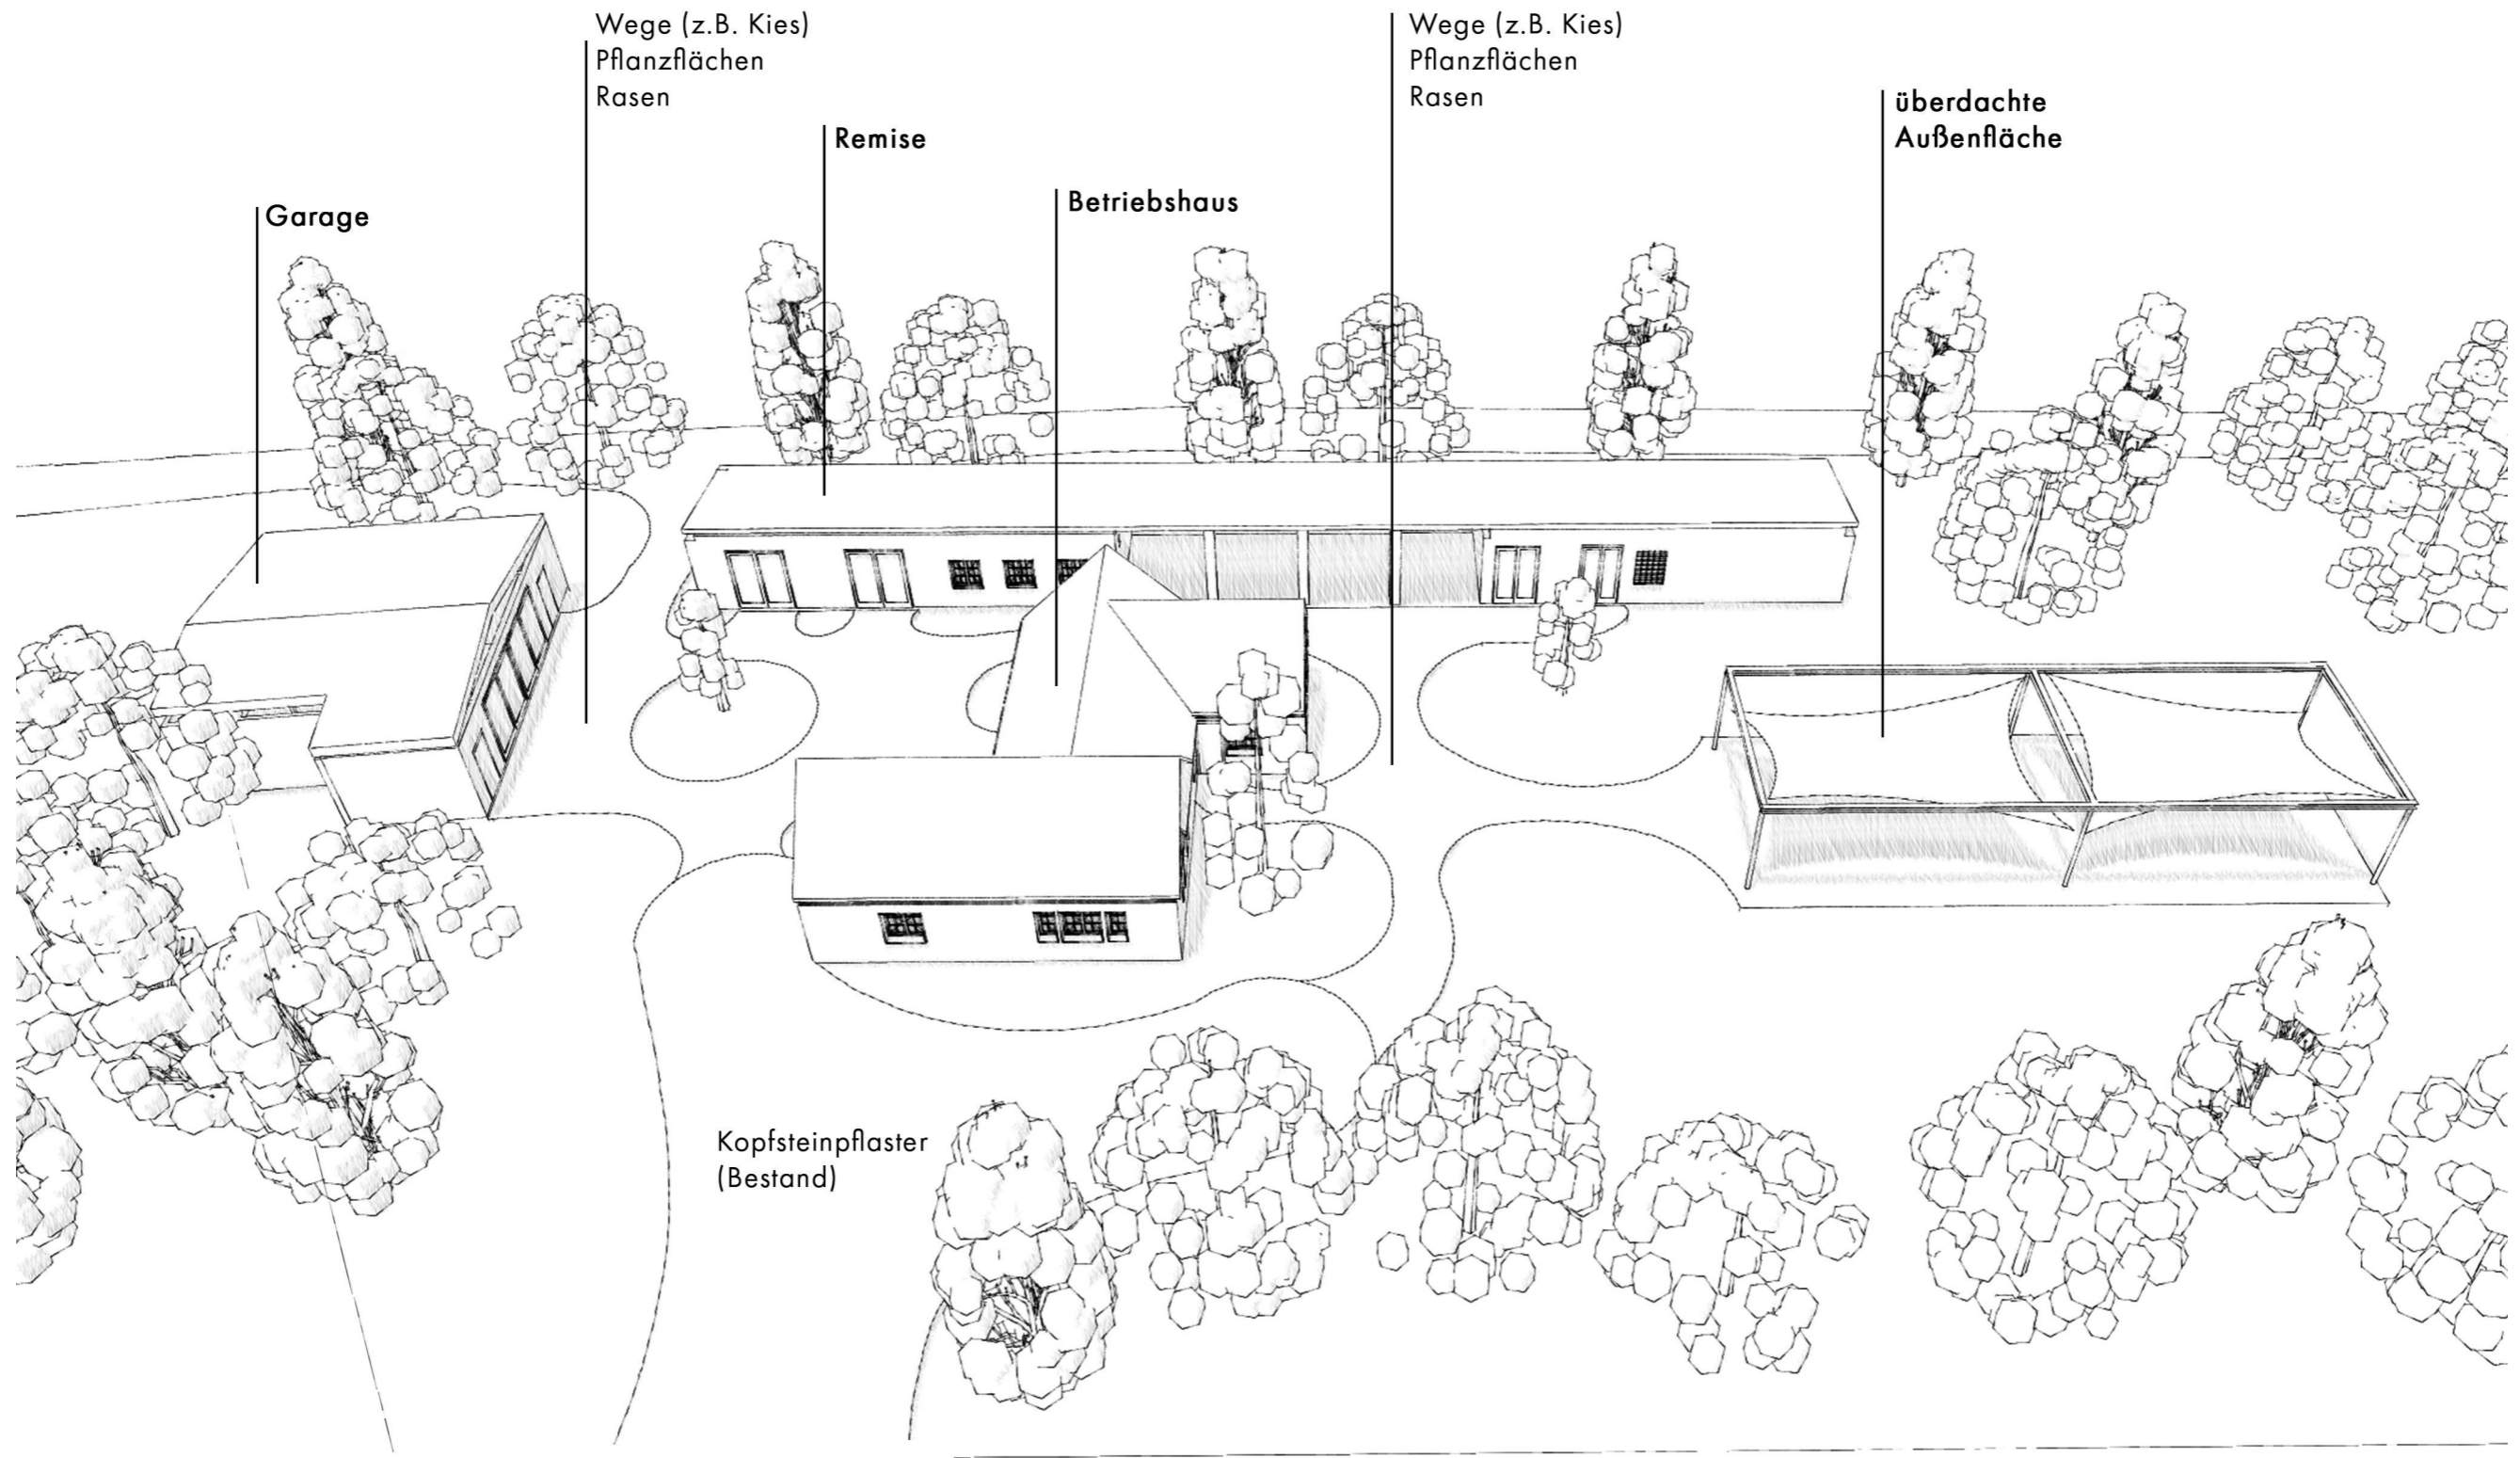 Wege (z.B. Kies)
Pflanzflächen
Rasen
Wege (z.B. Kies)
Pflanzflächen
Rasen
überdachte
Außenfläche
Remise
Betriebshaus
Garage
Kopfsteinpflaster
(Bestand)